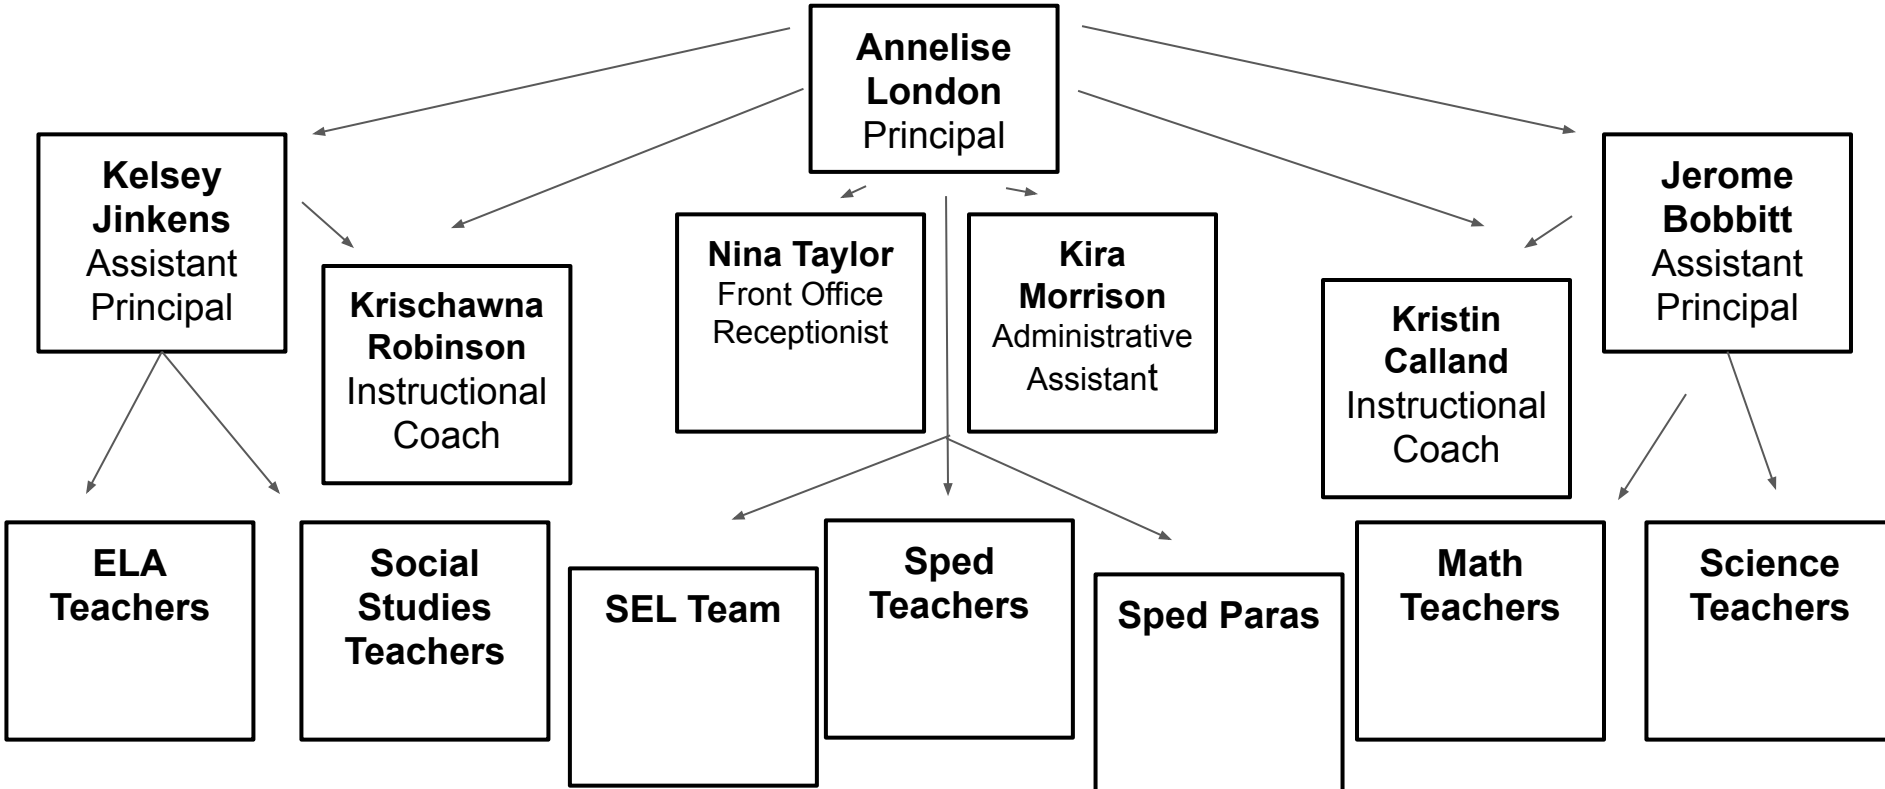 Annelise
London
Principal
Kelsey
Jinkens
Assistant
Principal
Krischawna
Robinson
Instructional
Coach
Nina Taylor
Front Office
Receptionist
Kira
Morrison
Administrative
Assistant
Kristin
Calland
Instructional
Coach
Jerome
Bobbitt
Assistant
Principal
ELA
Teachers
Social
Studies
Teachers
SEL Team
Sped
Teachers
Sped Paras
Math
Teachers
Science
Teachers